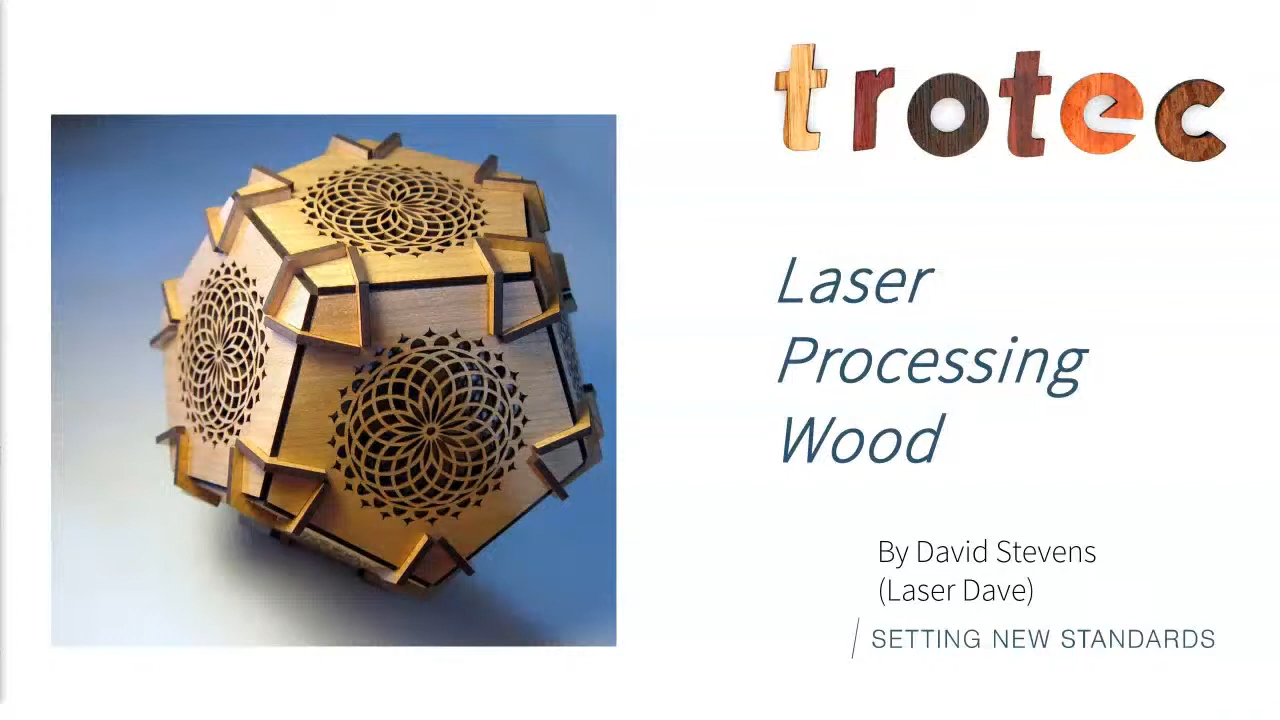 trotec
Laser
Processing
Wood
By David Stevens
(Laser Dave)
SETTING NEW STANDARDS